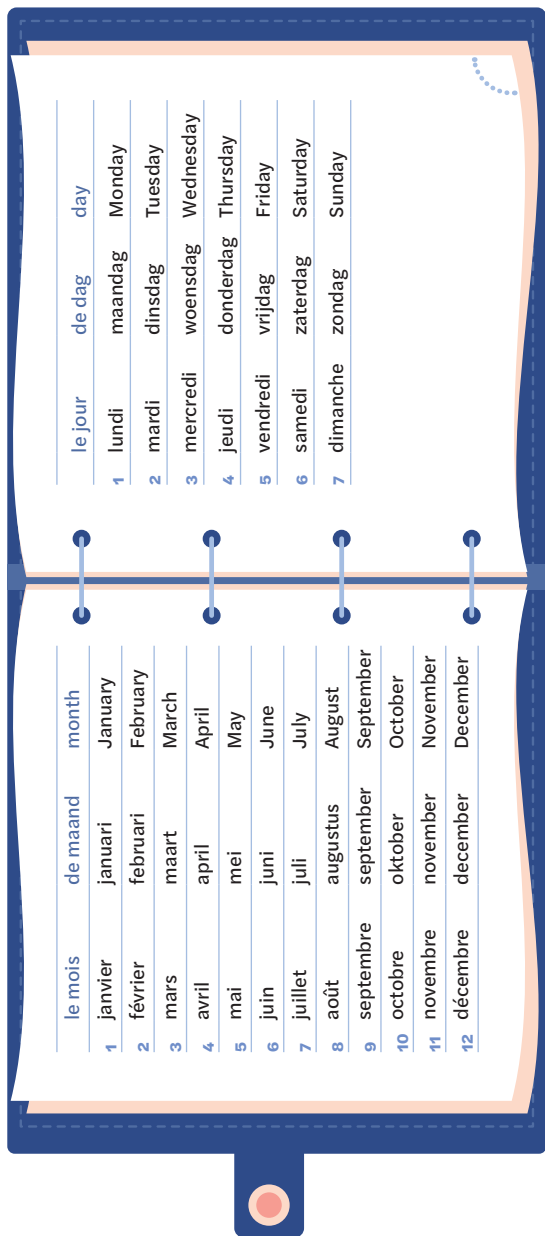 le mois de maand month
1 janvier januari January
2 février februari February
3 mars maart March
4 avril april April
5 mai mei May
6 juin juni June
7 juillet juli July
8 août augustus August
9 septembre september September
10 octobre oktober October
11 novembre november November
12 décembre december December
le jour de dag day
1 lundi maandag Monday
2 mardi dinsdag Tuesday
3 mercredi woensdag Wednesday
4 jeudi donderdag Thursday
5 vendredi vrijdag Friday
6 samedi zaterdag Saturday
7 dimanche zondag Sunday